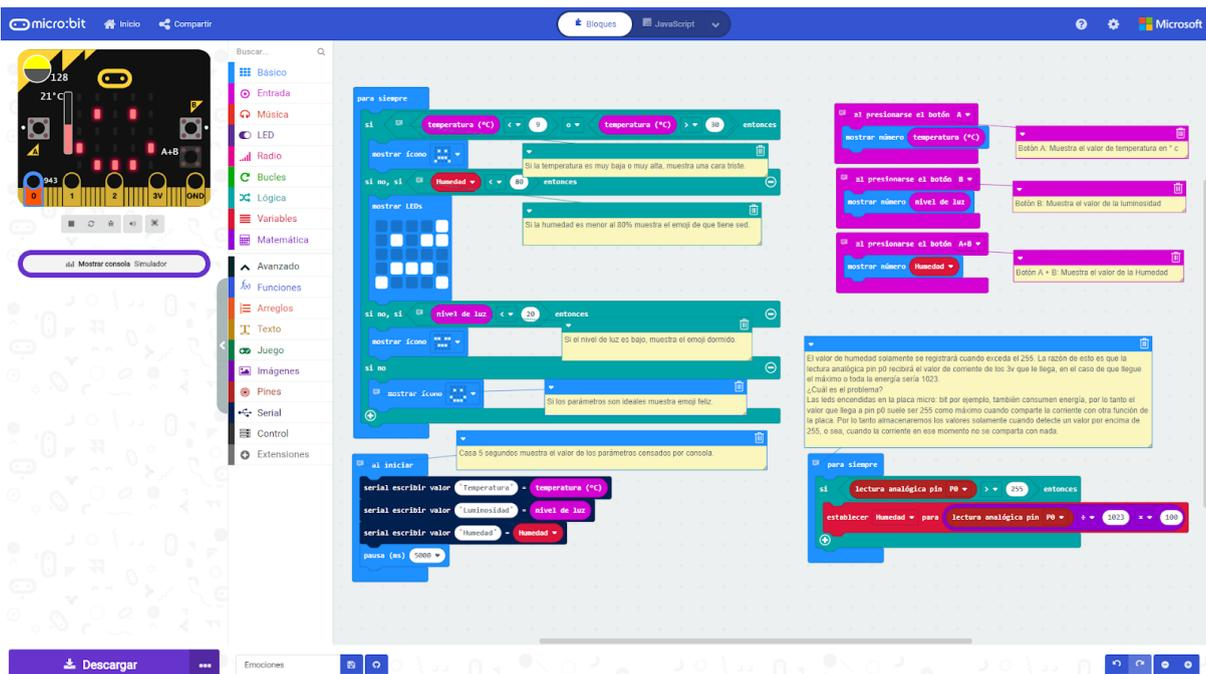 micro:bit
Inicio
Compartir
Bloques
JavaScript
Microsoft
128
21°C
B
A
A+B
943
0 1 2 3V GND
Mostrar consola Simulador
Descargar
Buscar...
Básico
Entrada
Música
LED
Radio
Bucles
Lógica
Variables
Matemática
Avanzado
Funciones
Arreglos
Texto
Juego
Imágenes
Pines
Serial
Control
Extensiones
Emociones
para siempre
si temperatura (°C) < 9 o temperatura (°C) > 30 entonces
mostrar ícono
Si la temperatura es muy baja o muy alta, muestra una cara triste.
si no, si Humedad < 80 entonces
mostrar LEDs
Si la humedad es menor al 80% muestra el emoji de que tiene sed.
si no, si nivel de luz < 20 entonces
mostrar ícono
Si el nivel de luz es bajo, muestra el emoji dormido.
si no
mostrar ícono
Si los parámetros son ideales muestra emoji feliz.
Casa 5 segundos muestra el valor de los parámetros censados por consola.
al iniciar
serial escribir valor "Temperatura" = temperatura (°C)
serial escribir valor "Luminosidad" = nivel de luz
serial escribir valor "Humedad" = Humedad
pausa (ms) 5000
al presionarse el botón A
mostrar número temperatura (°C)
Botón A: Muestra el valor de temperatura en ° c
al presionarse el botón B
mostrar número nivel de luz
Botón B: Muestra el valor de la luminosidad
al presionarse el botón A+B
mostrar número Humedad
Botón A + B: Muestra el valor de la Humedad
El valor de humedad solamente se registrará cuando exceda el 255. La razón de esto es que la
lectura analógica pin p0 recibirá el valor de corriente de los 3v que le llega, en el caso de que llegue
el máximo o toda la energía sería 1023.
¿Cuál es el problema?
Las leds encendidas en la placa micro: bit por ejemplo, también consumen energía, por lo tanto el
valor que llega a pin p0 suele ser 255 como máximo cuando comparte la corriente con otra función de
la placa. Por lo tanto almacenaremos los valores solamente cuando detecte un valor por encima de
255, o sea, cuando la corriente en ese momento no se comparta con nada.
para siempre
si lectura analógica pin P0 > 255 entonces
establecer Humedad para lectura analógica pin P0 ÷ 1023 × 100